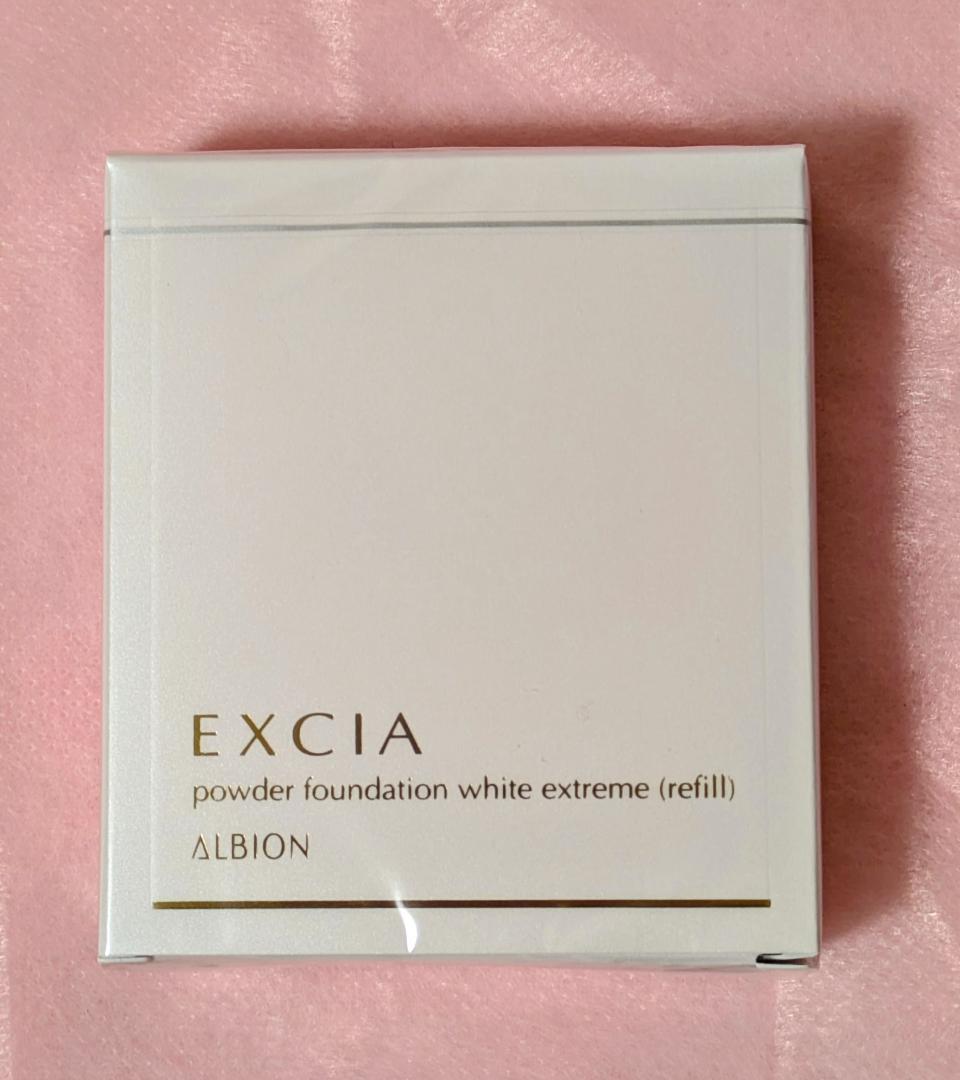 EXCIA
powder foundation white extreme (refill)
ALBION